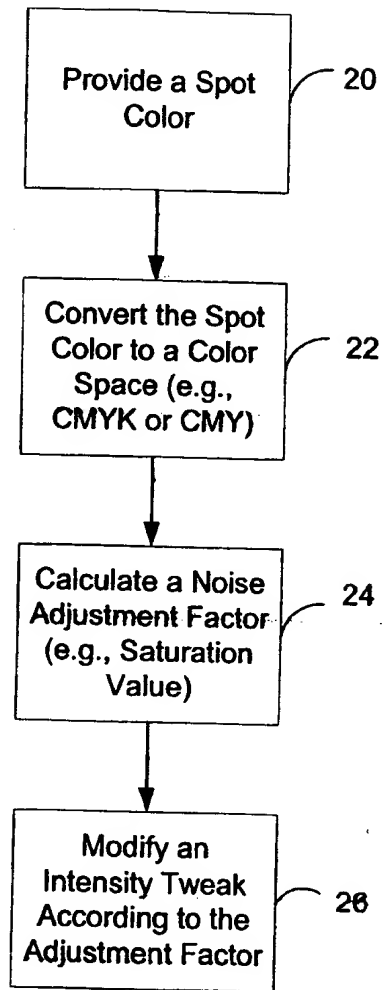 Provide a Spot
Color
20
Convert the Spot
Color to a Color
Space (e.g.,
CMYK or CMY)
22
Calculate a Noise
Adjustment Factor
(e.g., Saturation
Value)
24
Modify an
Intensity Tweak
According to the
Adjustment Factor
26